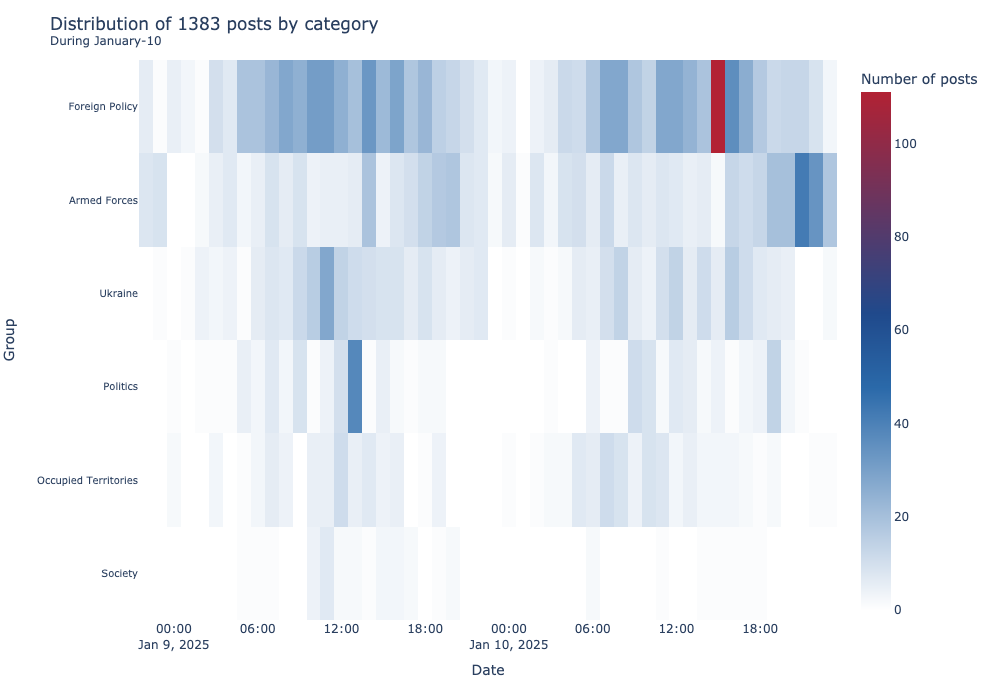 Distribution of 1383 posts by category
During January-10
Number of posts
Foreign Policy
Armed Forces
Ukraine
Politics
Occupied Territories
Society
Group
100
80
60
40
20
0
00:00 06:00 12:00 18:00 00:00 06:00 12:00 18:00
Jan 9, 2025 Jan 10, 2025
Date